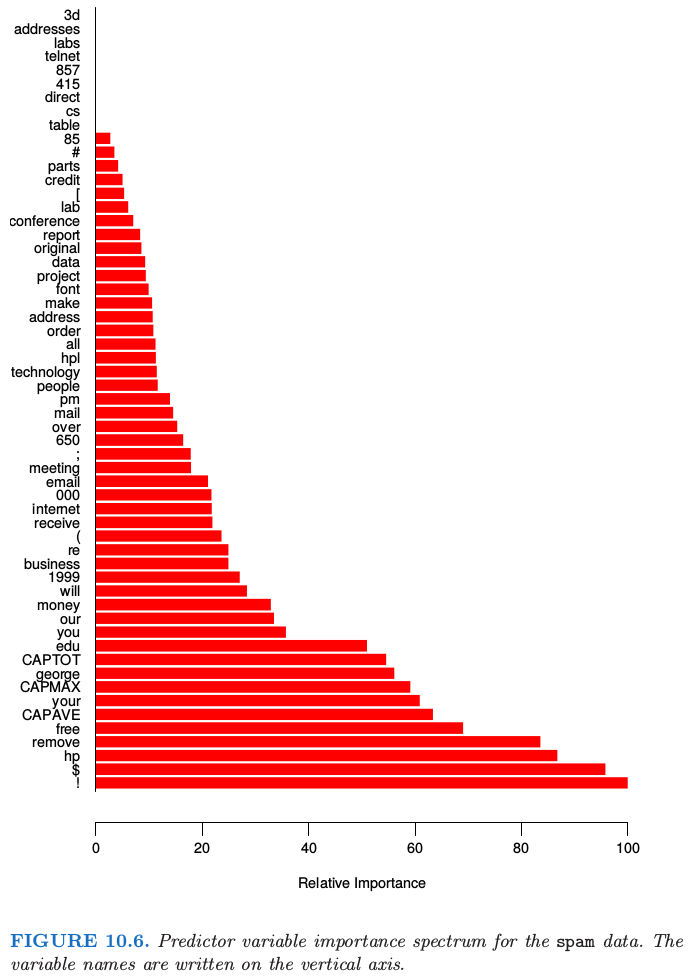 3d
addresses
labs
telnet
857
415
direct
cs
table
85
#
parts
credit
[
lab
conference
report
original
data
project
font
make
address
order
all
hpl
technology
people
pm
mail
over
650
;
meeting
email
000
internet
receive
(
re
business
1999
will
money
our
you
edu
CAPTOT
george
CAPMAX
your
CAPAVE
free
remove
hp
$
!
0 20 40 60 80 100
Relative Importance
FIGURE 10.6. Predictor variable importance spectrum for the spam data. The
variable names are written on the vertical axis.